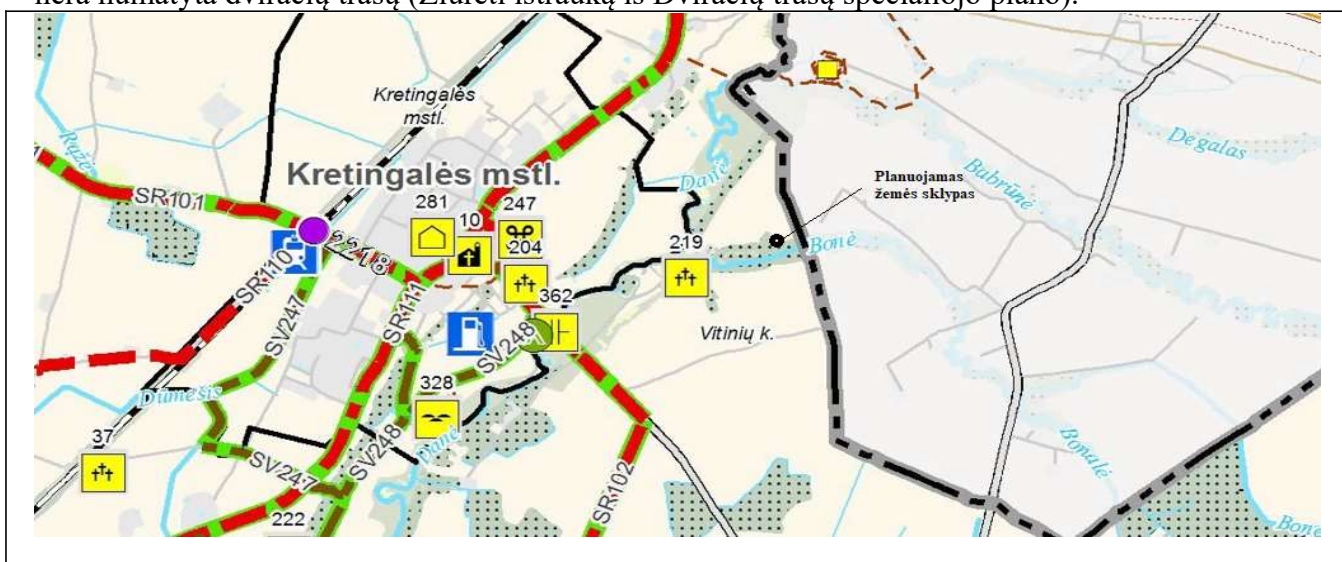 nėra numatyta dviračių trasų (Žiūrėti ištrauką iš Dviračių trasų specialiojo plano).
Kretingalės
mstl.
Ražė
Danė
Degalas
Babrūnė
Planuojamas
žemės sklypas
Kretingalės mstl.
SR101
281
10
247
204
219
Bonė
2218
SR110
SV247
SR111
362
SV248
Vitinių k.
Dumešis
328
37
SV247
SV248
Danė
SR102
222
Bonalė
Bonė